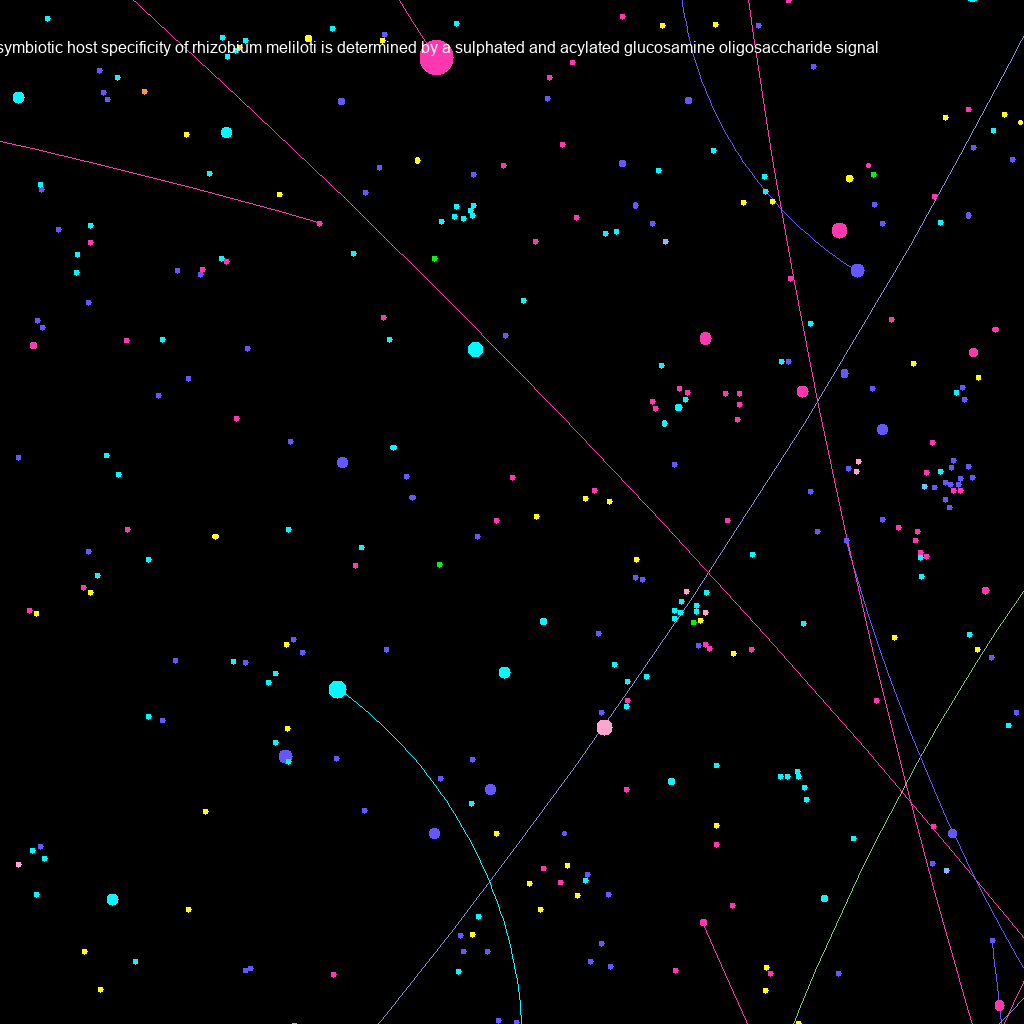 symbiotic host specificity of rhizobium meliloti is determined by a sulphated and acylated glucosamine oligosaccharide signal